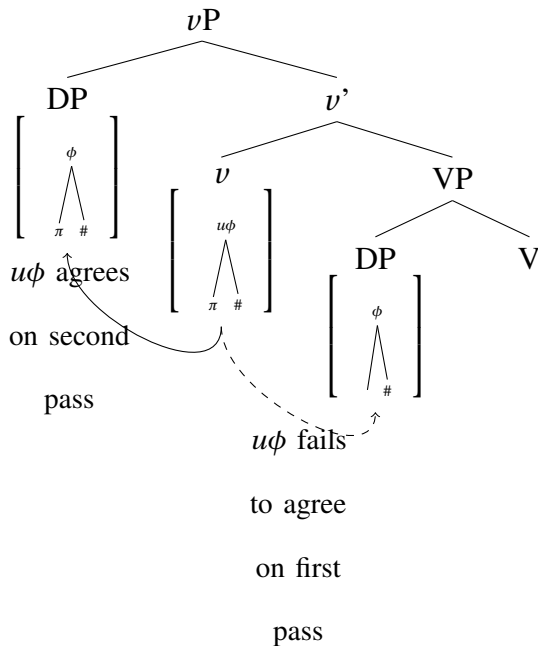 vP
DP v’
ϕ
π #
v VP
uϕ
π #
DP V
ϕ
#
uϕ agrees
on second
pass
uϕ fails
to agree
on first
pass